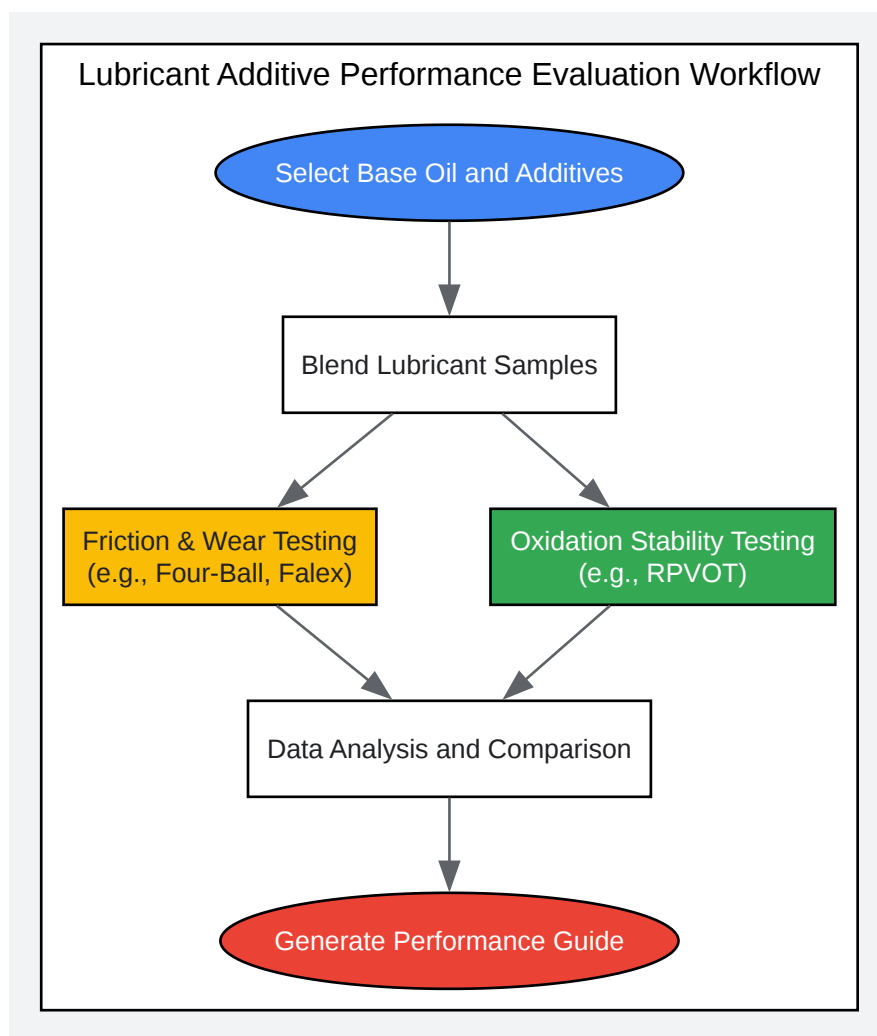 Lubricant Additive Performance Evaluation Workflow
Select Base Oil and Additives
Blend Lubricant Samples
Friction & Wear Testing
(e.g., Four-Ball, Falex)
Oxidation Stability Testing
(e.g., RPVOT)
Data Analysis and Comparison
Generate Performance Guide